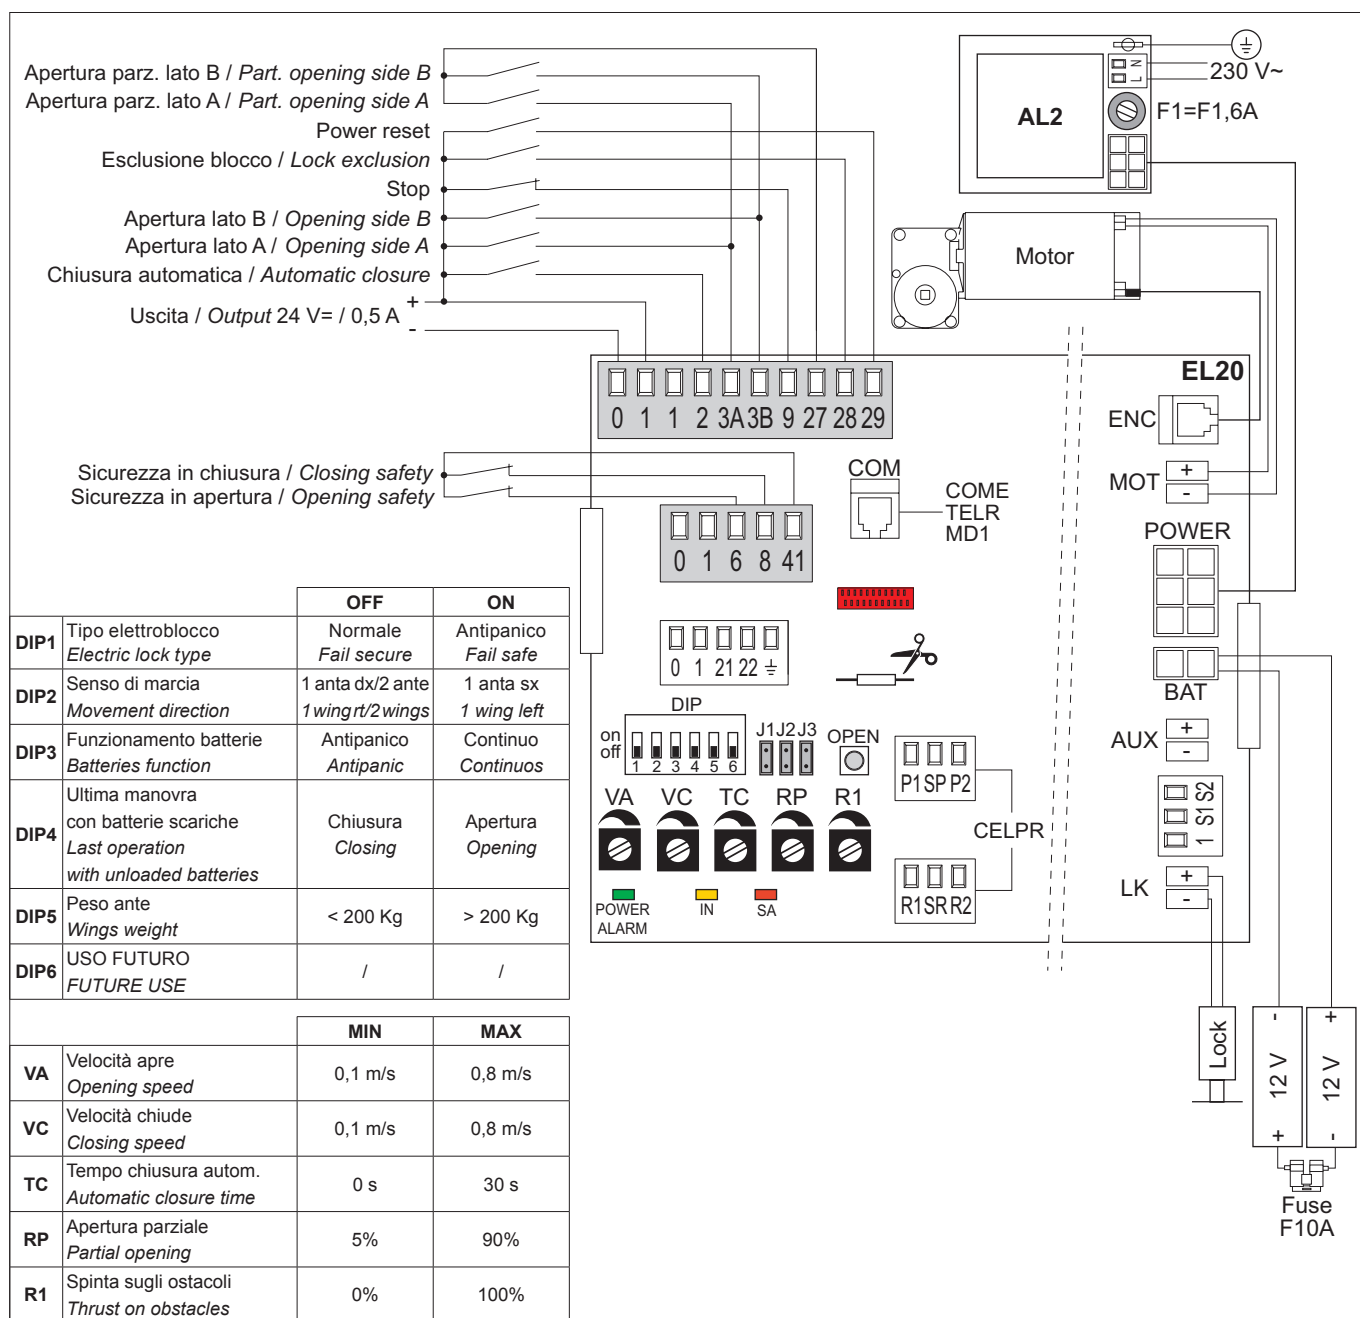 Apertura parz. lato B / Part. opening side B
Apertura parz. lato A / Part. opening side A
Power reset
Esclusione blocco / Lock exclusion
Stop
Apertura lato B / Opening side B
Apertura lato A / Opening side A
Chiusura automatica / Automatic closure
Uscita / Output 24 V= / 0,5 A
+
-
AL2
N
L
230 V~
F1=F1,6A
Motor
EL20
0 1 1 2 3A 3B 9 27 28 29
Sicurezza in chiusura / Closing safety
Sicurezza in apertura / Opening safety
0 1 6 8 41
COM
COME
TELR
MD1
ENC
MOT
+
-
POWER
BAT
AUX
+
-
S2
S1
1
LK
+
-
0 1 21 22
DIP
on
off
1 2 3 4 5 6
J1 J2 J3
OPEN
VA VC TC RP R1
P1 SP P2
CELPR
R1 SR R2
POWER
ALARM
IN
SA
Lock
- 12 V +
+ 12 V -
Fuse
F10A
OFF ON
DIP1 Tipo elettroblocco Normale Antipanico
Electric lock type Fail secure Fail safe
DIP2 Senso di marcia 1 anta dx/2 ante 1 anta sx
Movement direction 1 wing rt/2 wings 1 wing left
DIP3 Funzionamento batterie Antipanico Continuo
Batteries function Antipanic Continuos
DIP4 Ultima manovra
con batterie scariche Chiusura Apertura
Last operation Closing Opening
with unloaded batteries
DIP5 Peso ante < 200 Kg > 200 Kg
Wings weight
DIP6 USO FUTURO / /
FUTURE USE
MIN MAX
VA Velocità apre 0,1 m/s 0,8 m/s
Opening speed
VC Velocità chiude 0,1 m/s 0,8 m/s
Closing speed
TC Tempo chiusura autom. 0 s 30 s
Automatic closure time
RP Apertura parziale 5% 90%
Partial opening
R1 Spinta sugli ostacoli 0% 100%
Thrust on obstacles